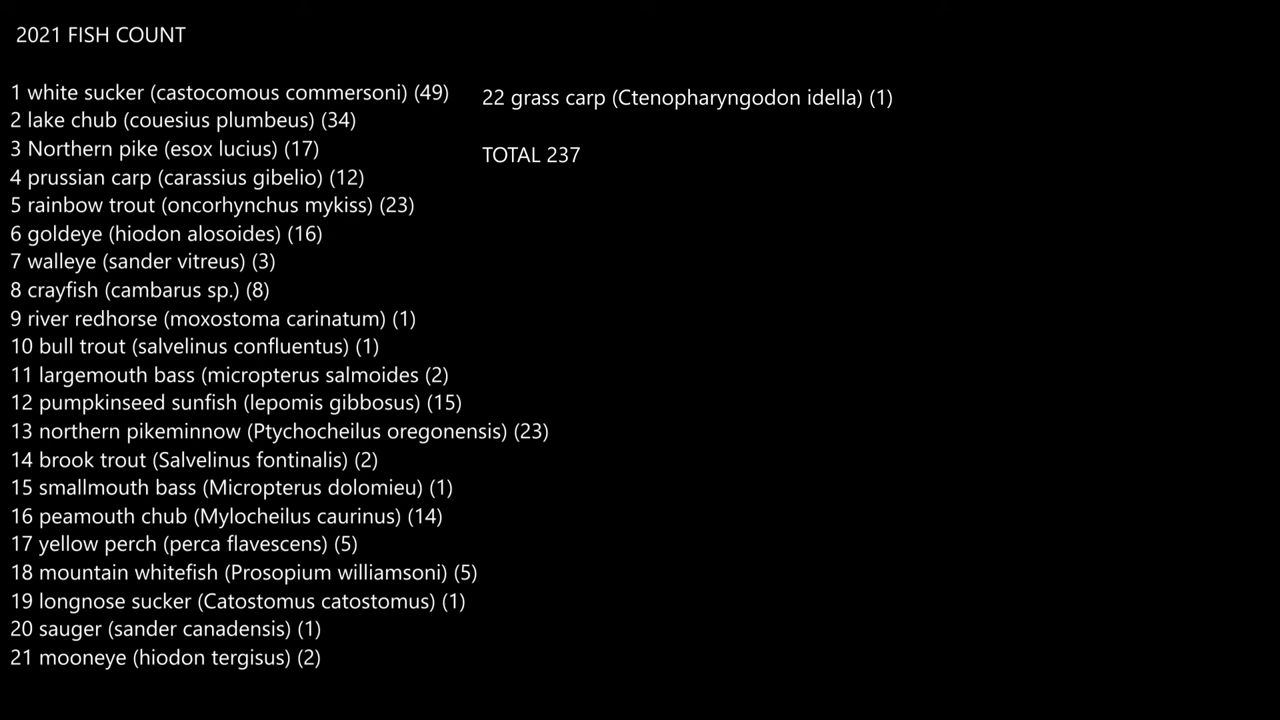 2021 FISH COUNT
1 white sucker (castocomous commersoni) (49)
2 lake chub (couesius plumbeus) (34)
3 Northern pike (esox lucius) (17)
4 prussian carp (carassius gibelio) (12)
5 rainbow trout (oncorhynchus mykiss) (23)
6 goldeye (hiodon alosoides) (16)
7 walleye (sander vitreus) (3)
8 crayfish (cambarus sp.) (8)
9 river redhorse (moxostoma carinatum) (1)
10 bull trout (salvelinus confluentus) (1)
11 largemouth bass (micropterus salmoides (2)
12 pumpkinseed sunfish (lepomis gibbosus) (15)
13 northern pikeminnow (Ptychocheilus oregonensis) (23)
14 brook trout (Salvelinus fontinalis) (2)
15 smallmouth bass (Micropterus dolomieu) (1)
16 peamouth chub (Mylocheilus caurinus) (14)
17 yellow perch (perca flavescens) (5)
18 mountain whitefish (Prosopium williamsoni) (5)
19 longnose sucker (Catostomus catostomus) (1)
20 sauger (sander canadensis) (1)
21 mooneye (hiodon tergisus) (2)
22 grass carp (Ctenopharyngodon idella) (1)
TOTAL 237